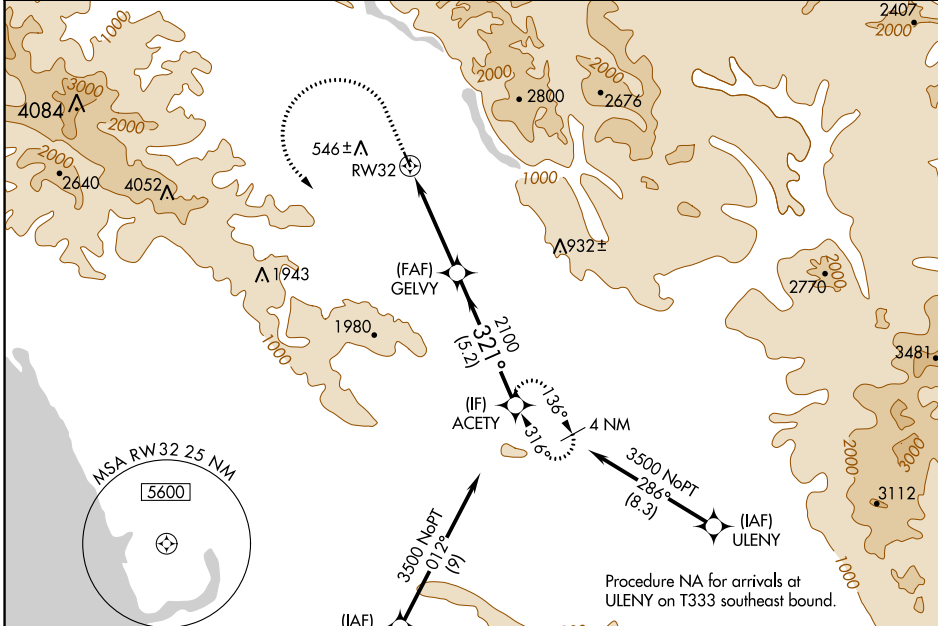 2407
2000
1000
3000
4084
2000
2000
2640
4052
546±
RW32
2000
2800
2000
2676
1000
932±
1943
1980
1000
(FAF)
GELVY
2100
321°
(5.2)
2000
2770
3481
(IF)
ACETY
136°
316°
4 NM
2000
3000
3112
3500 NoPT
286°
(8.3)
(IAF)
ULENY
MSA RW32 25 NM
5600
3500 NoPT
012°
(9)
1000
Procedure NA for arrivals at
ULENY on T333 southeast bound.
(IAF)